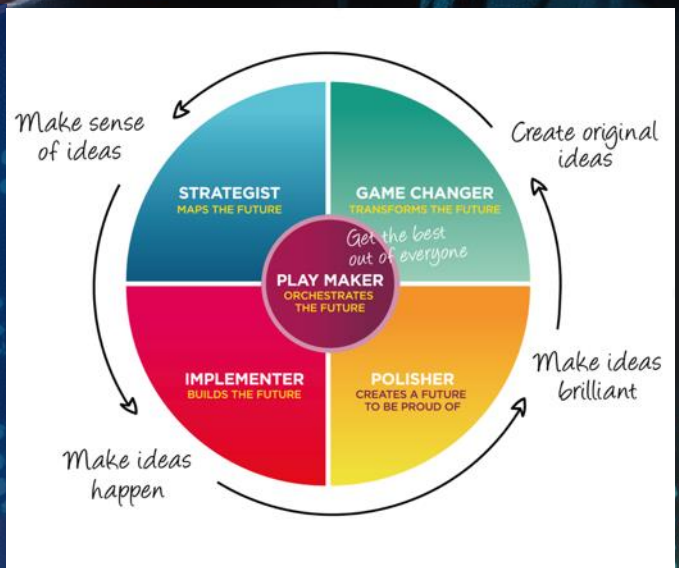 Make sense
of ideas
Create original
ideas
STRATEGIST
MAPS THE FUTURE
GAME CHANGER
TRANSFORMS THE FUTURE
Get the best
out of everyone
PLAY MAKER
ORCHESTRATES
THE FUTURE
IMPLEMENTER
BUILDS THE FUTURE
POLISHER
CREATES A FUTURE
TO BE PROUD OF
Make ideas
brilliant
Make ideas
happen